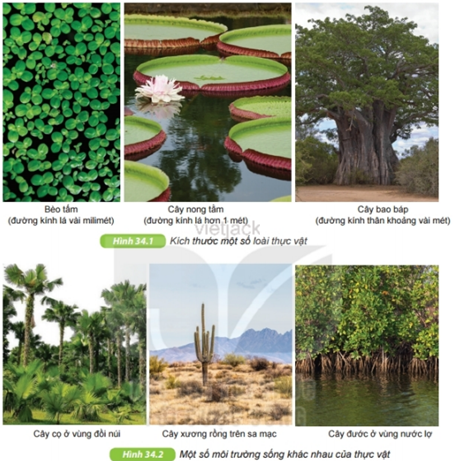 Bèo tấm
(đường kính lá vài milimét)
Cây nong tằm
(đường kính lá hơn 1 mét)
Cây bao báp
(đường kính thân khoảng vài mét)
vietjack
Hình 34.1 Kích thước một số loài thực vật
Cây cọ ở vùng đồi núi
Cây xương rồng trên sa mạc
Cây đước ở vùng nước lợ
Hình 34.2 Một số môi trường sống khác nhau của thực vật